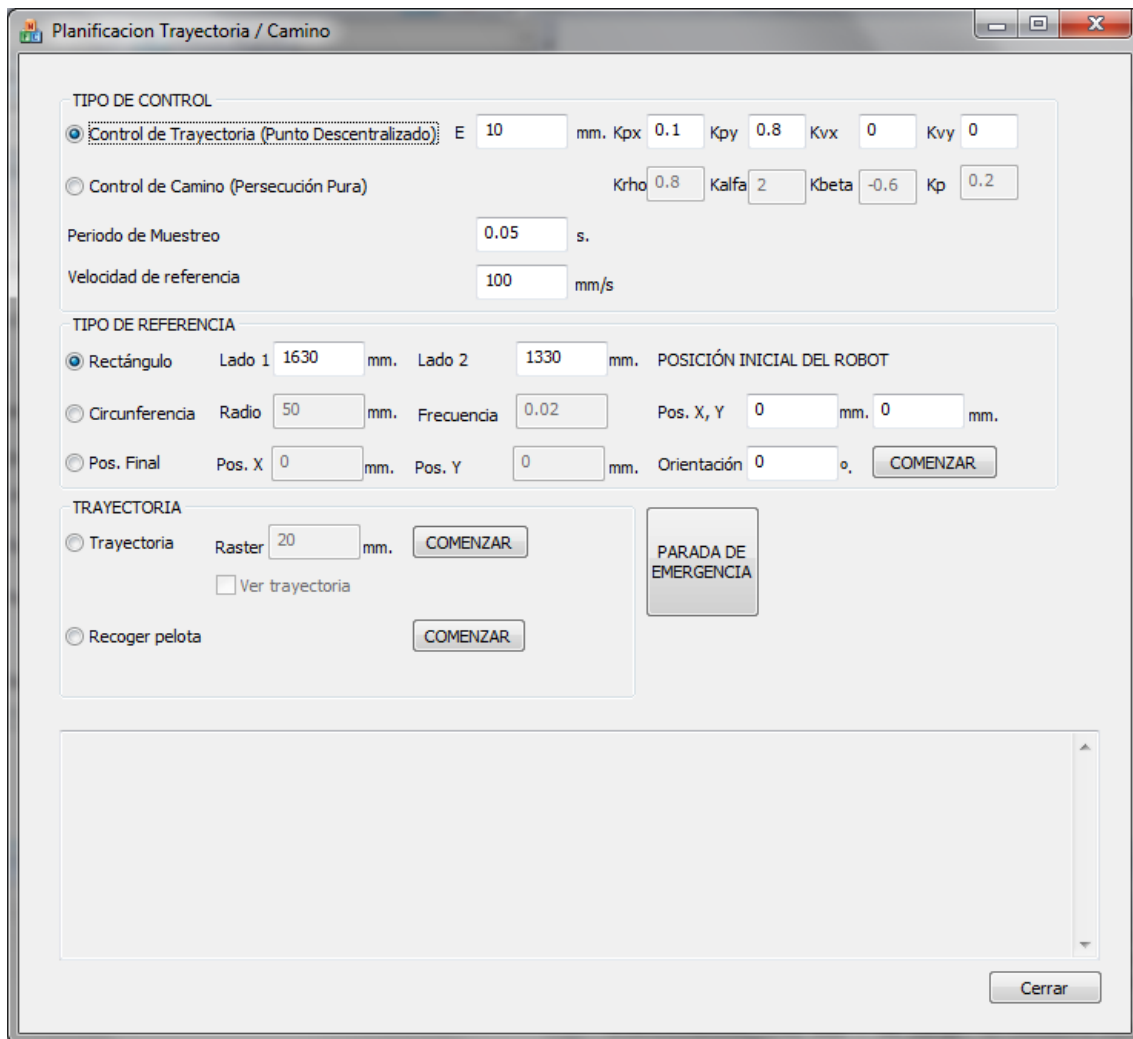 Planificacion Trayectoria / Camino
TIPO DE CONTROL
Control de Trayectoria (Punto Descentralizado) E 10 mm. Kpx 0.1 Kpy 0.8 Kvx 0 Kvy 0
Control de Camino (Persecución Pura) Krho 0.8 Kalfa 2 Kbeta -0.6 Kp 0.2
Periodo de Muestreo 0.05 s.
Velocidad de referencia 100 mm/s
TIPO DE REFERENCIA
Rectángulo Lado 1 1630 mm. Lado 2 1330 mm. POSICIÓN INICIAL DEL ROBOT
Circunferencia Radio 50 mm. Frecuencia 0.02 Pos. X, Y 0 mm. 0 mm.
Pos. Final Pos. X 0 mm. Pos. Y 0 mm. Orientación 0 º. COMENZAR
TRAYECTORIA
Trayectoria Raster 20 mm. COMENZAR
Ver trayectoria
Recoger pelota COMENZAR
PARADA DE
EMERGENCIA
Cerrar